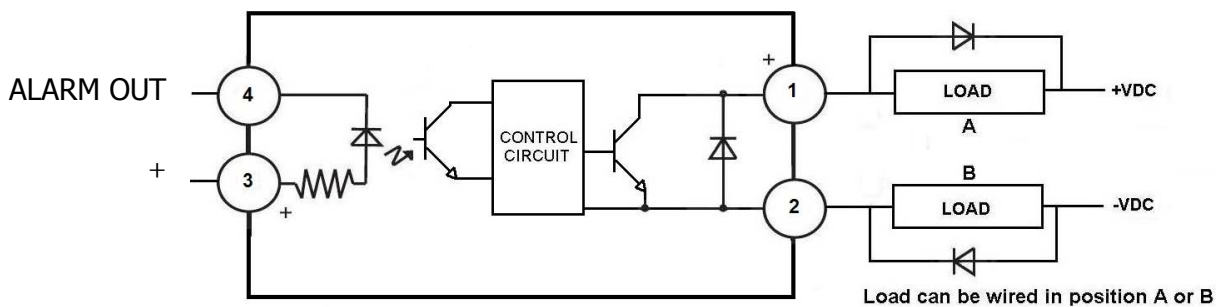 ALARM OUT
4
+
3
+
CONTROL
CIRCUIT
+
1
2
LOAD
A
+VDC
B
LOAD
-VDC
Load can be wired in position A or B